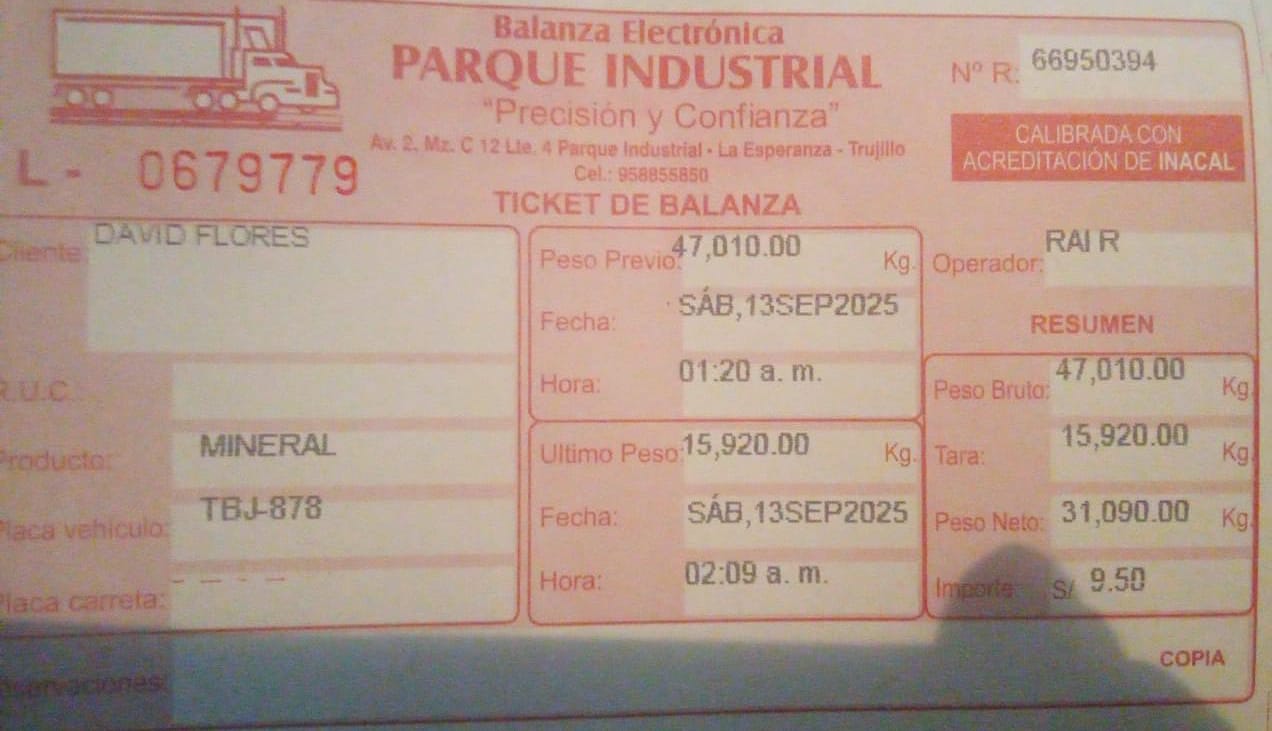 Balanza Electrónica
PARQUE INDUSTRIAL
"Precisión y Confianza"
Av. 2, Mz. C 12 Lte. 4 Parque Industrial - La Esperanza - Trujillo
Cel.: 958855850
TICKET DE BALANZA
Nº R: 66950394
CALIBRADA CON
ACREDITACIÓN DE INACAL
L - 0679779
Cliente: DAVID FLORES
R.U.C.:
Producto: MINERAL
Placa vehículo: TBJ-878
Placa carreta: - - - - -
Observaciones:
Peso Previo: 47,010.00 Kg.
Fecha: SÁB,13SEP2025
Hora: 01:20 a. m.
Ultimo Peso: 15,920.00 Kg.
Fecha: SÁB,13SEP2025
Hora: 02:09 a. m.
Operador: RAI R
RESUMEN
Peso Bruto: 47,010.00 Kg.
Tara: 15,920.00 Kg.
Peso Neto: 31,090.00 Kg.
Importe: S/ 9.50
COPIA